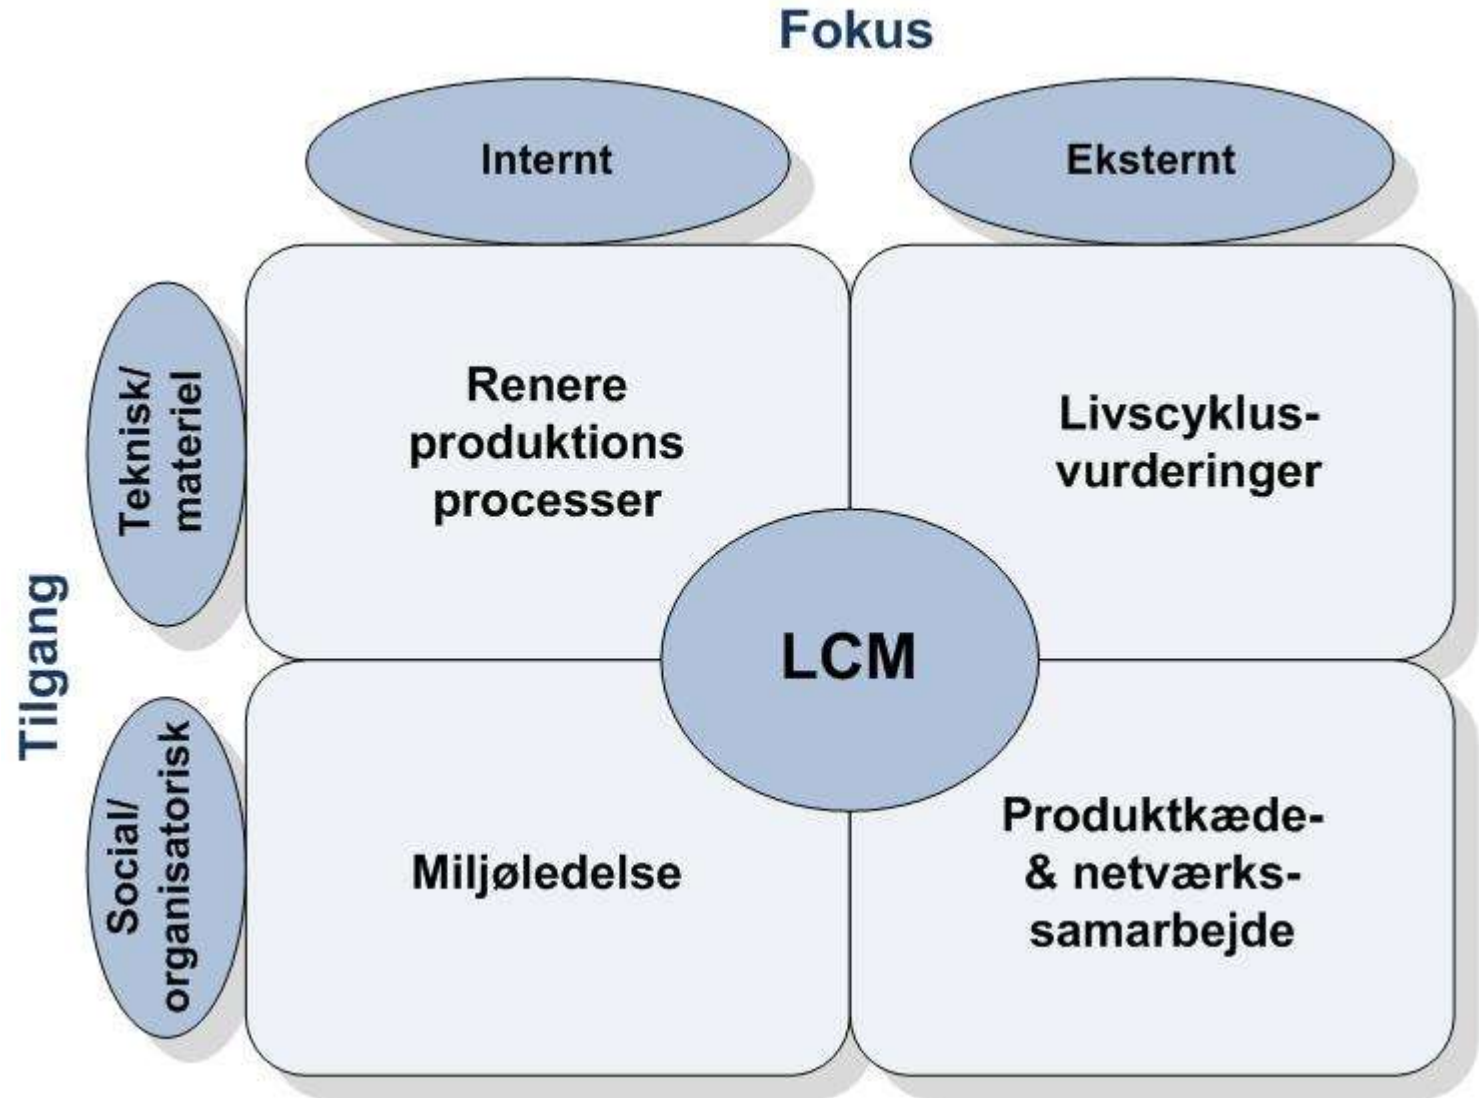 Fokus
Internt
Eksternt
Tilgang
Teknisk/
materiel
Renere
produktions
processer
Livscyklus-
vurderinger
LCM
Social/
organisatorisk
Miljøledelse
Produktkæde-
& netværks-
samarbejde